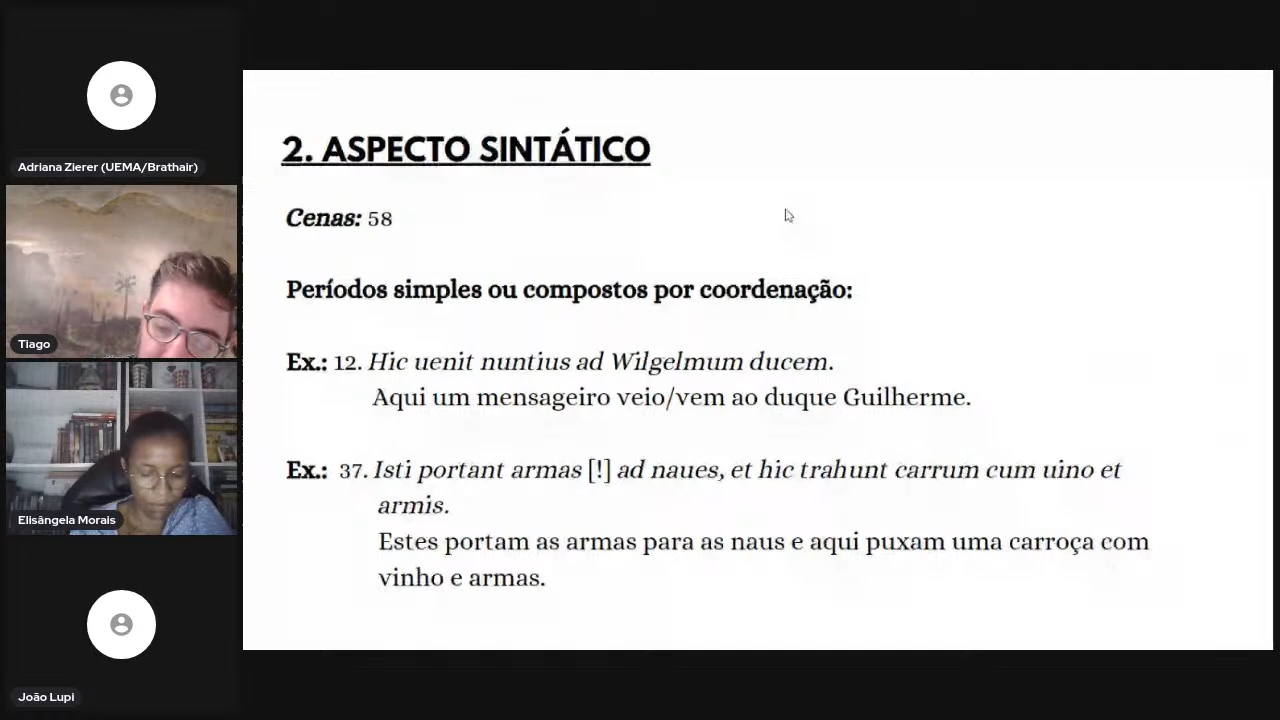 Adriana Zierer (UEMA/Brathair)
Tiago
Elisângela Morais
João Lupi
2. ASPECTO SINTÁTICO
Cenas: 58
Períodos simples ou compostos por coordenação:
Ex.: 12. Hic uenit nuntius ad Wilgelmum ducem.
Aqui um mensageiro veio/vem ao duque Guilherme.
Ex.: 37. Isti portant armas [!] ad naues, et hic trahunt carrum cum uino et
armis.
Estes portam as armas para as naus e aqui puxam uma carroça com
vinho e armas.